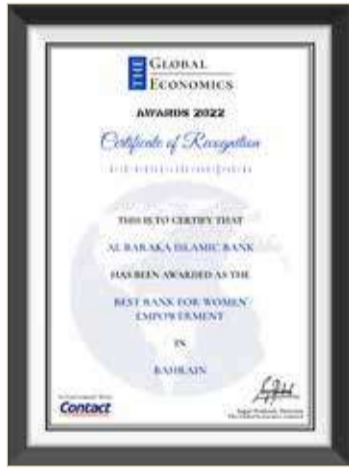 THE GLOBAL
ECONOMICS
AWARDS 2022
Certificate of Recognition
THIS IS TO CERTIFY THAT
AL BARAKA ISLAMIC BANK
HAS BEEN AWARDED AS THE
BEST BANK FOR WOMEN
EMPOWERMENT
IN
BAHRAIN
Contact